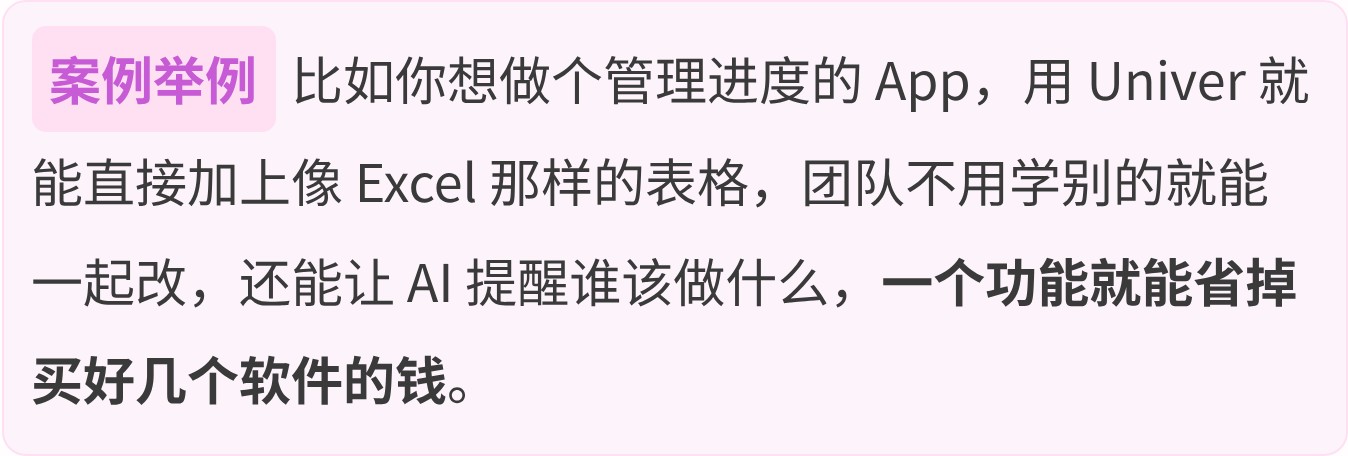 案例举例 比如你想做个管理进度的 App，用 Univer 就
能直接加上像 Excel 那样的表格，团队不用学别的就能
一起改，还能让 AI 提醒谁该做什么，一个功能就能省掉
买好几个软件的钱。